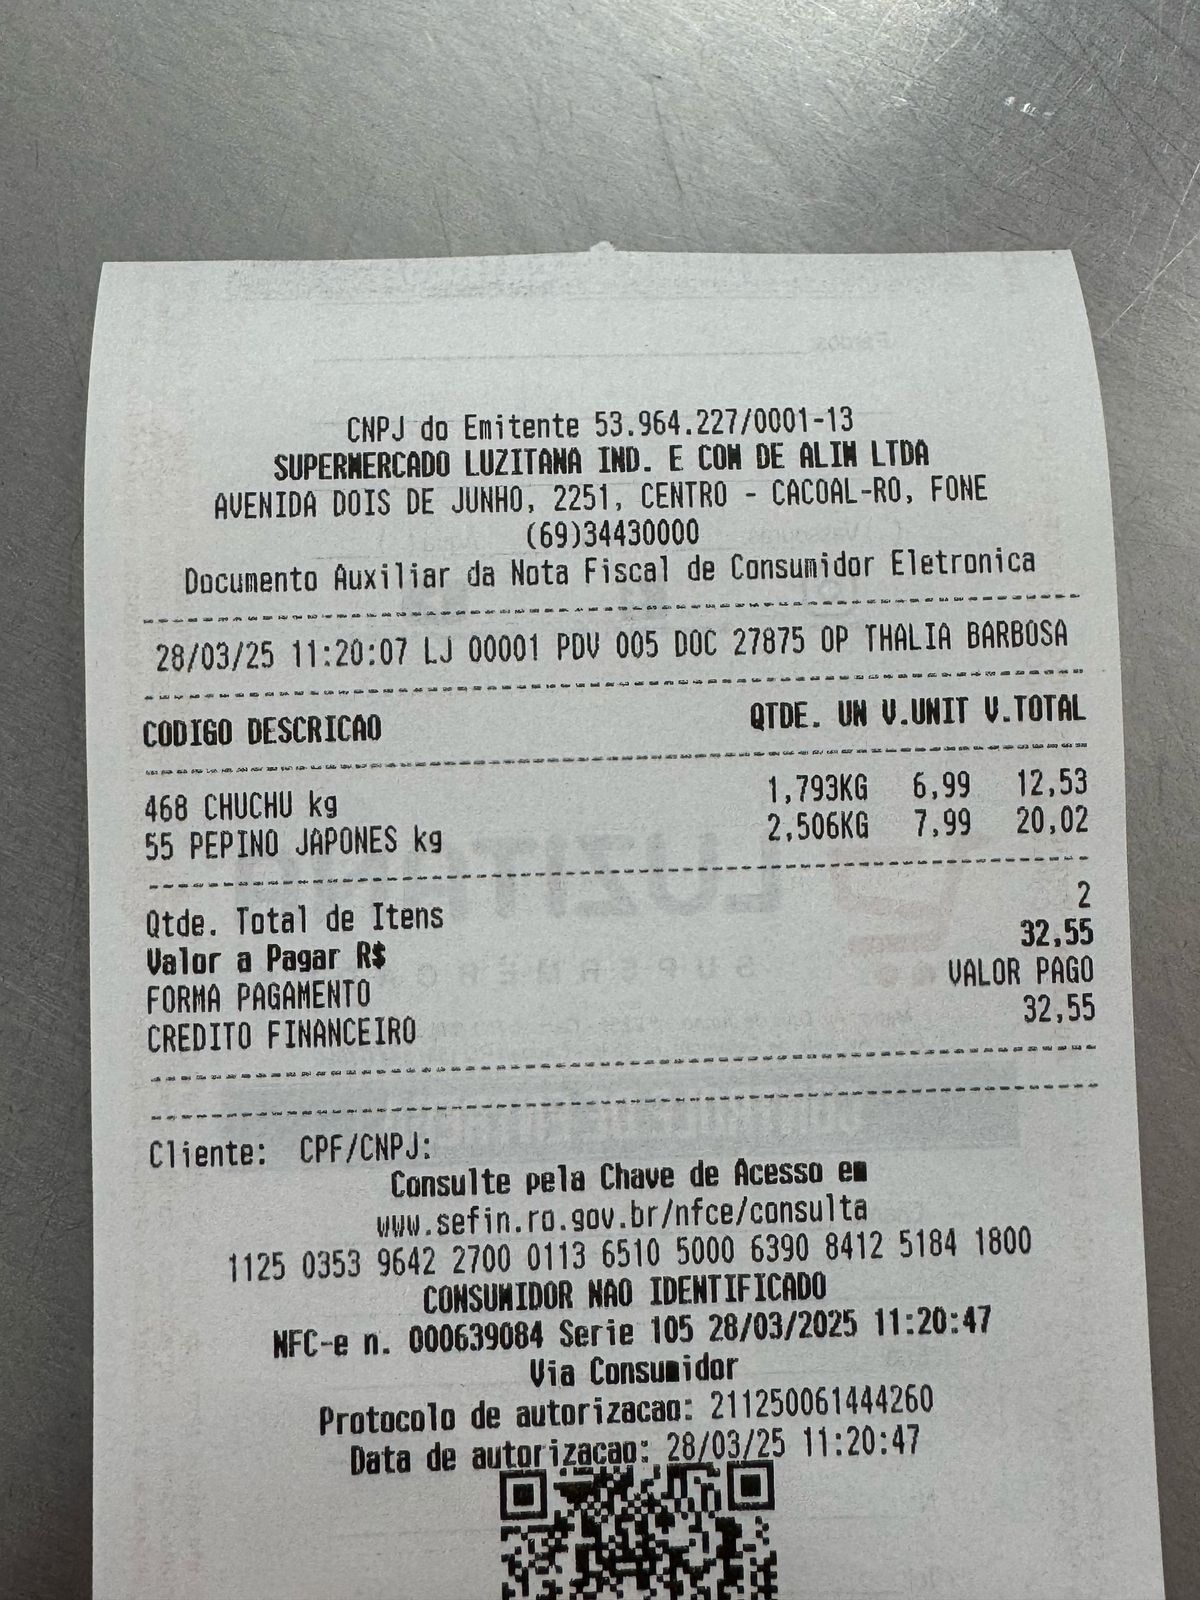 CNPJ do Emitente 53.964.227/0001-13
SUPERMERCADO LUZITANA IND. E COM DE ALIM LTDA
AVENIDA DOIS DE JUNHO, 2251, CENTRO - CACOAL-RO, FONE
(69)34430000
Documento Auxiliar da Nota Fiscal de Consumidor Eletronica
28/03/25 11:20:07 LJ 00001 PDV 005 DOC 27875 OP THALIA BARBOSA
CODIGO DESCRICAO QTDE. UN V.UNIT V.TOTAL
468 CHUCHU kg 1,793KG 6,99 12,53
55 PEPINO JAPONES kg 2,506KG 7,99 20,02
Qtde. Total de Itens 2
Valor a Pagar R$ 32,55
FORMA PAGAMENTO VALOR PAGO
CREDITO FINANCEIRO 32,55
Cliente: CPF/CNPJ:
Consulte pela Chave de Acesso em
www.sefin.ro.gov.br/nfce/consulta
1125 0353 9642 2700 0113 6510 5000 6390 8412 5184 1800
CONSUMIDOR NAO IDENTIFICADO
NFC-e n. 000639084 Serie 105 28/03/2025 11:20:47
Via Consumidor
Protocolo de autorizacao: 211250061444260
Data de autorizacao: 28/03/25 11:20:47